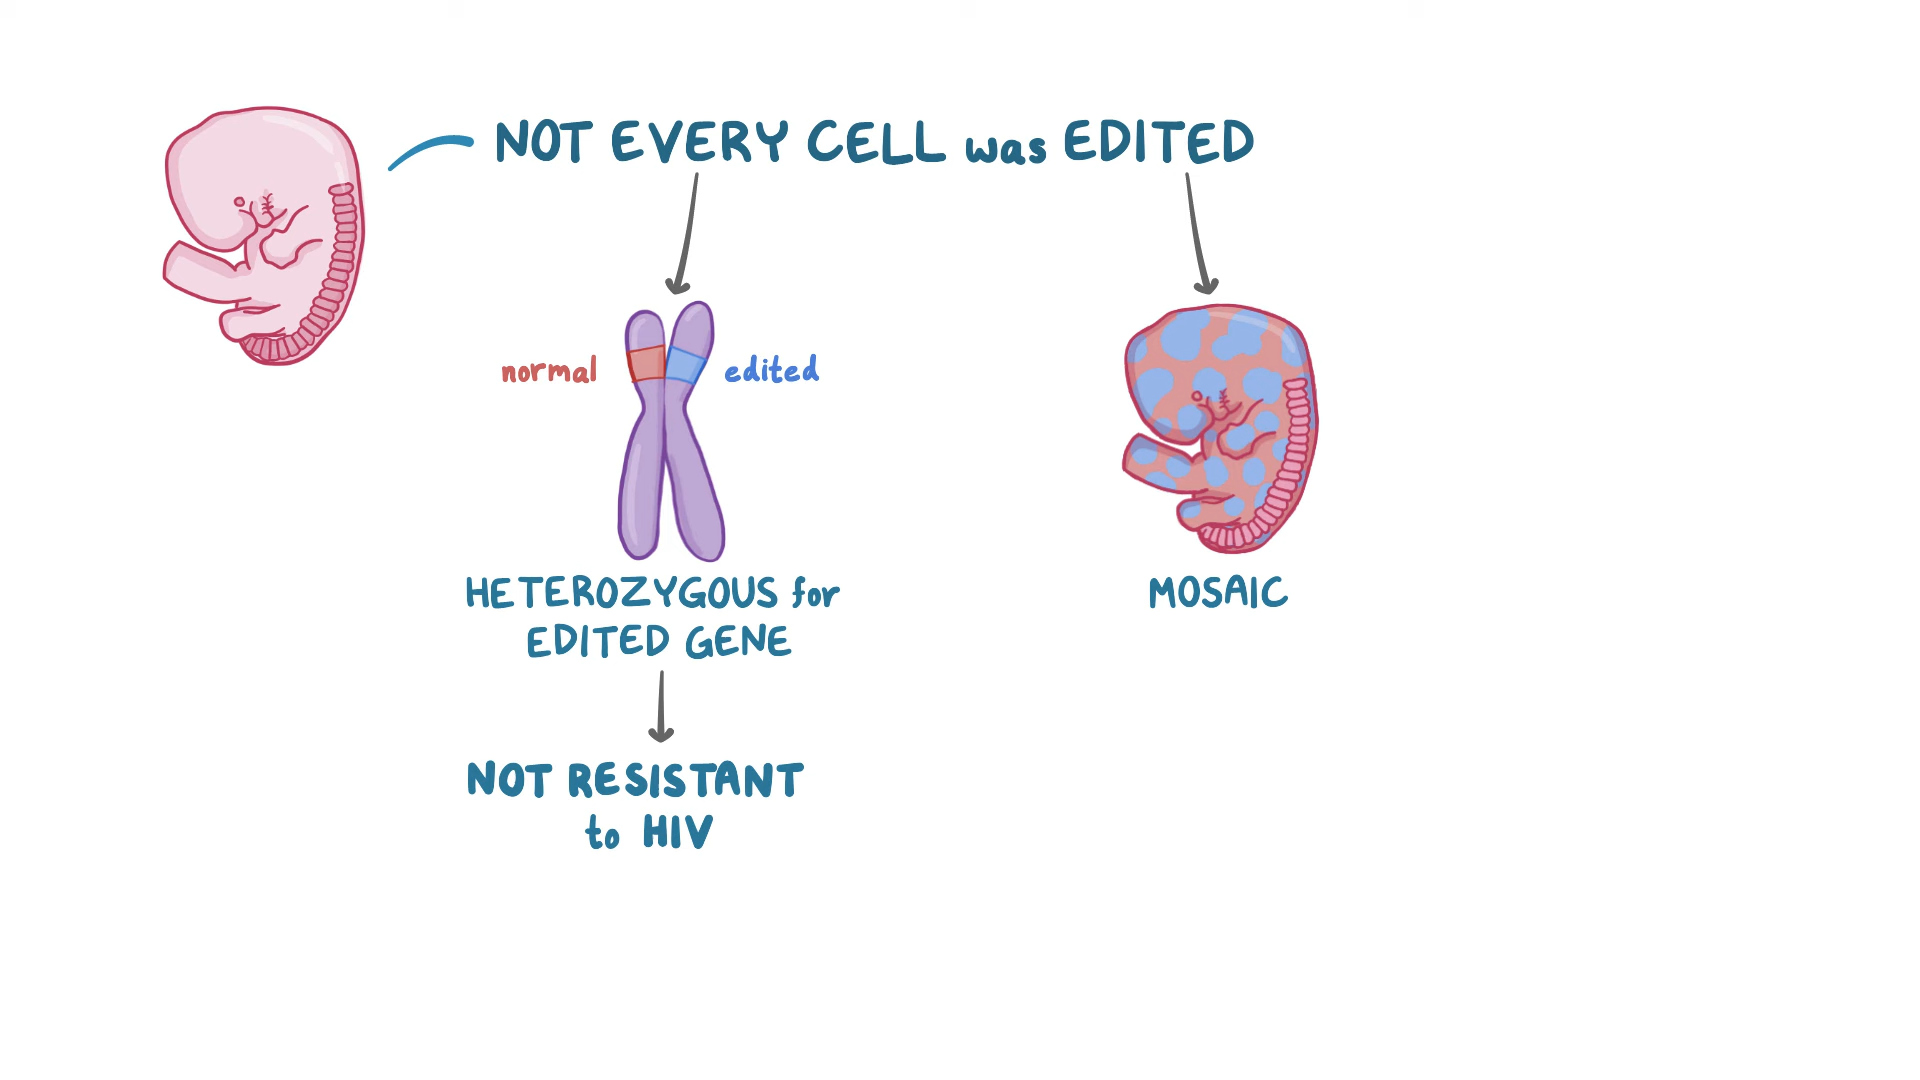 NOT EVERY CELL was EDITED
normal
edited
HETEROZYGOUS for
EDITED GENE
MOSAIC
NOT RESISTANT
to HIV